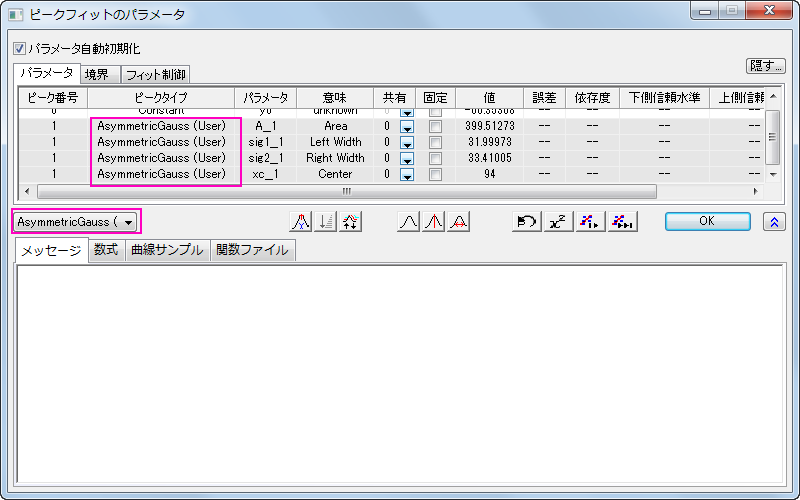 ピークフィットのパラメータ
パラメータ自動初期化
パラメータ 境界 フィット制御 隠す...
ピーク番号 ピークタイプ パラメータ 意味 共有 固定 値 誤差 依存度 下側信頼水準 上側信頼
1 AsymmetricGauss (User) A_1 Area 0 399.51273 -- -- -- --
1 AsymmetricGauss (User) sig1_1 Left Width 0 31.99973 -- -- -- --
1 AsymmetricGauss (User) sig2_1 Right Width 0 33.41005 -- -- -- --
1 AsymmetricGauss (User) xc_1 Center 0 94 -- -- -- --
AsymmetricGauss ( x² OK
メッセージ 数式 曲線サンプル 関数ファイル